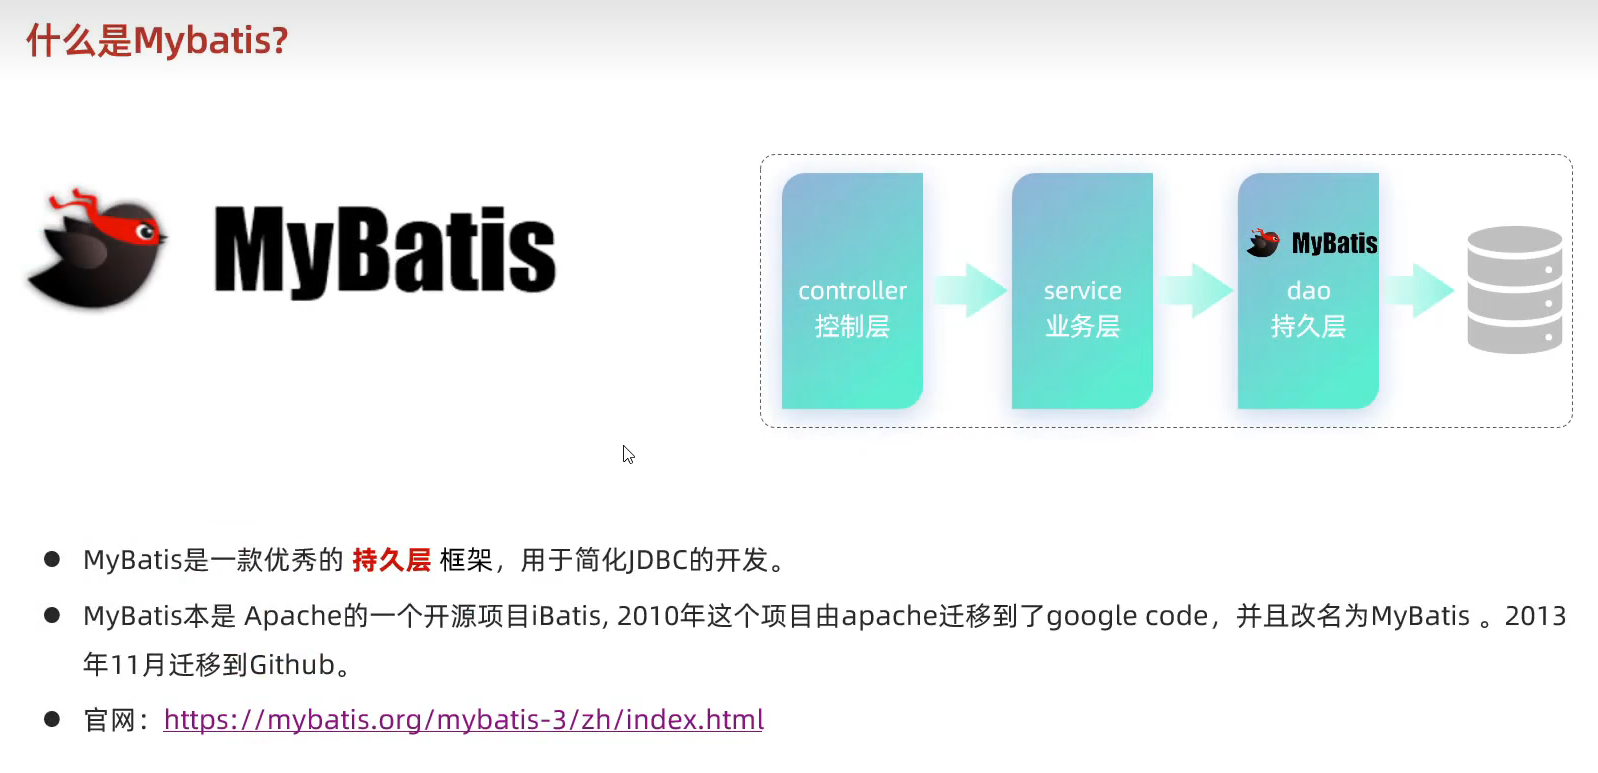 什么是Mybatis?
MyBatis
MyBatis
controller
控制层
service
业务层
dao
持久层
MyBatis是一款优秀的 持久层 框架，用于简化JDBC的开发。
MyBatis本是 Apache的一个开源项目iBatis, 2010年这个项目由apache迁移到了google code，并且改名为MyBatis 。2013
年11月迁移到Github。
官网：https://mybatis.org/mybatis-3/zh/index.html